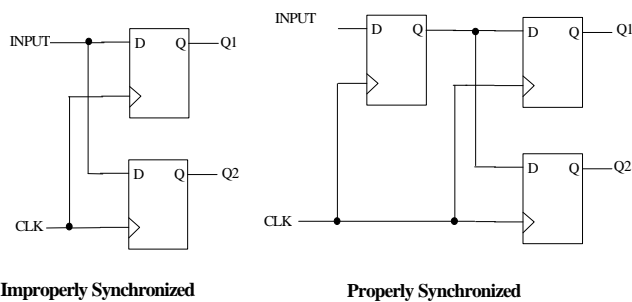 INPUT
D Q
Q1
D Q
Q2
CLK
Improperly Synchronized
INPUT
D Q
D Q
Q1
D Q
Q2
CLK
Properly Synchronized